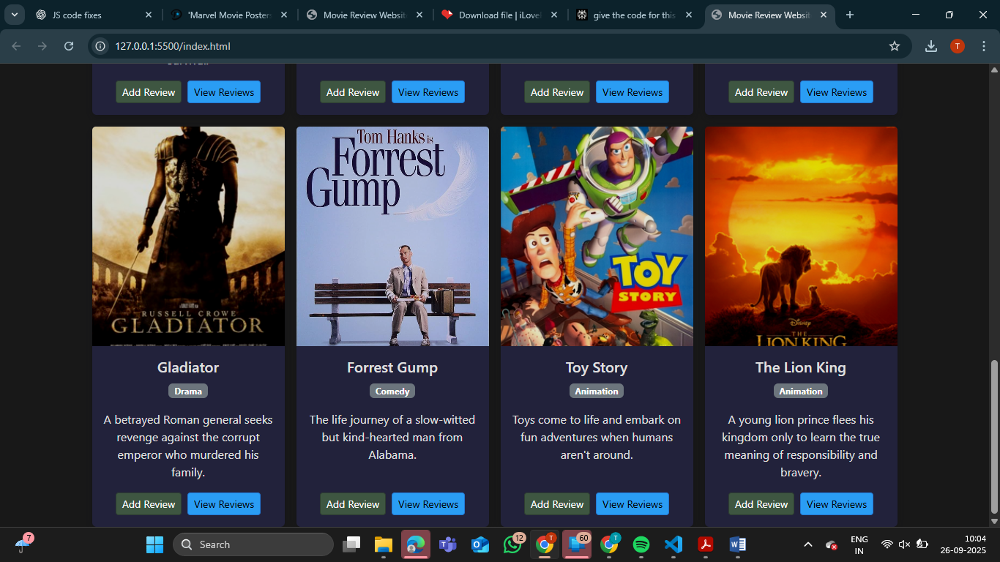 JS code fixes
'Marvel Movie Posters
Movie Review Websit
Download file | iLove
give the code for this
Movie Review Websit
127.0.0.1:5500/index.html
T
Add Review View Reviews Add Review View Reviews Add Review View Reviews Add Review View Reviews
RUSSELL CROWE
GLADIATOR
Tom Hanks is
Forrest
Gump
TOY
STORY
DISNEY
THE
LION KING
Gladiator
Drama
A betrayed Roman general seeks
revenge against the corrupt
emperor who murdered his
family.
Add Review View Reviews
Forrest Gump
Comedy
The life journey of a slow-witted
but kind-hearted man from
Alabama.
Add Review View Reviews
Toy Story
Animation
Toys come to life and embark on
fun adventures when humans
aren't around.
Add Review View Reviews
The Lion King
Animation
A young lion prince flees his
kingdom only to learn the true
meaning of responsibility and
bravery.
Add Review View Reviews
7
Search
12
T
60
T
ENG
IN
10:04
26-09-2025